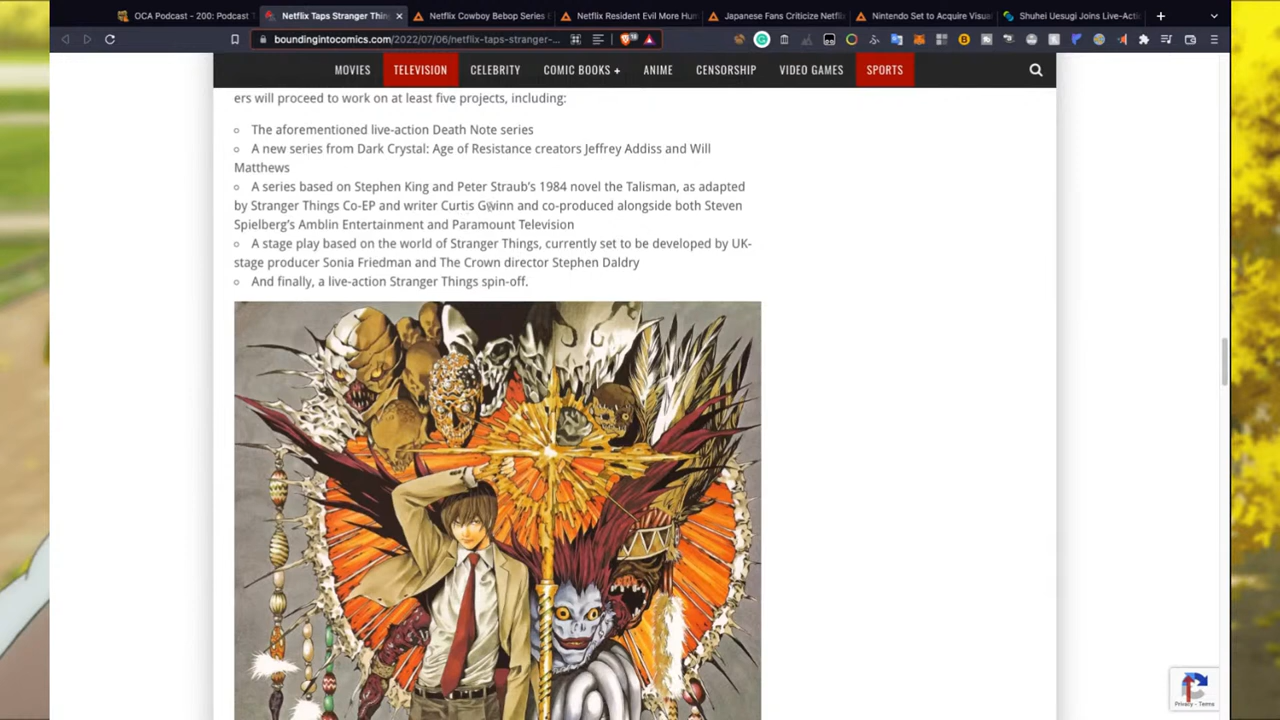 OCA Podcast - 200: Podcast
Netflix Taps Stranger Thin
Netflix Cowboy Bebop Series
Netflix Resident Evil More Hum
Japanese Fans Criticize Netfli
Nintendo Set to Acquire Visua
Shuhei Uesugi Joins Live-Acti
boundingintocomics.com/2022/07/06/netflix-taps-stranger-...
MOVIES TELEVISION CELEBRITY COMIC BOOKS + ANIME CENSORSHIP VIDEO GAMES SPORTS
ers will proceed to work on at least five projects, including:
The aforementioned live-action Death Note series
A new series from Dark Crystal: Age of Resistance creators Jeffrey Addiss and Will
Matthews
A series based on Stephen King and Peter Straub's 1984 novel the Talisman, as adapted
by Stranger Things Co-EP and writer Curtis Gwinn and co-produced alongside both Steven
Spielberg's Amblin Entertainment and Paramount Television
A stage play based on the world of Stranger Things, currently set to be developed by UK-
stage producer Sonia Friedman and The Crown director Stephen Daldry
And finally, a live-action Stranger Things spin-off.
Privacy - Terms